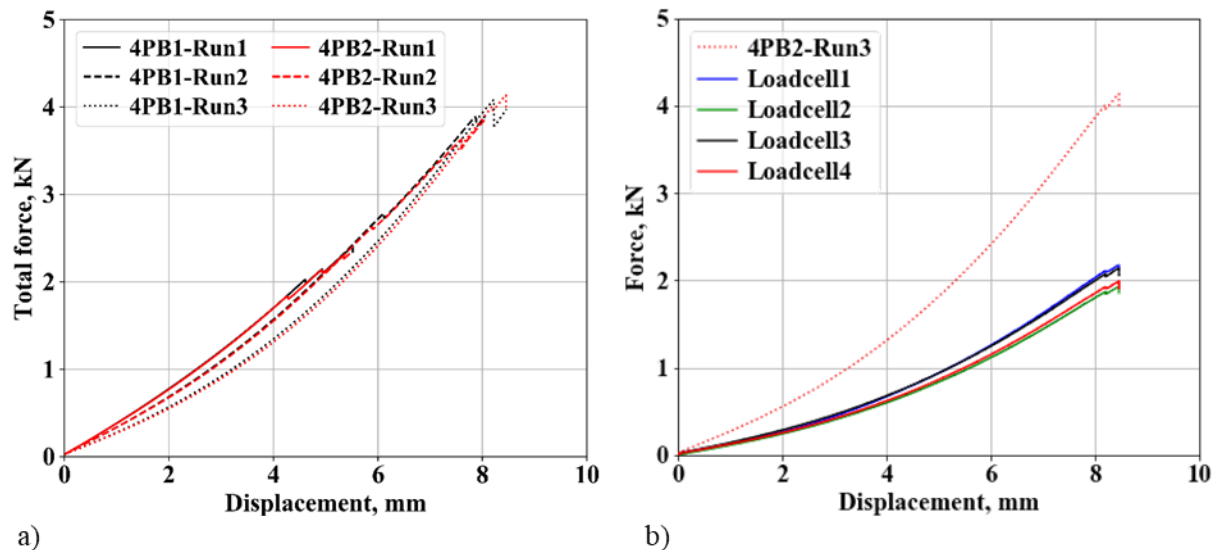 4PB1-Run1 4PB2-Run1
4PB1-Run2 4PB2-Run2
4PB1-Run3 4PB2-Run3
5
4
3
2
1
0
Total force, kN
0 2 4 6 8 10
Displacement, mm
a)
4PB2-Run3
Loadcell1
Loadcell2
Loadcell3
Loadcell4
5
4
3
2
1
0
Force, kN
0 2 4 6 8 10
Displacement, mm
b)